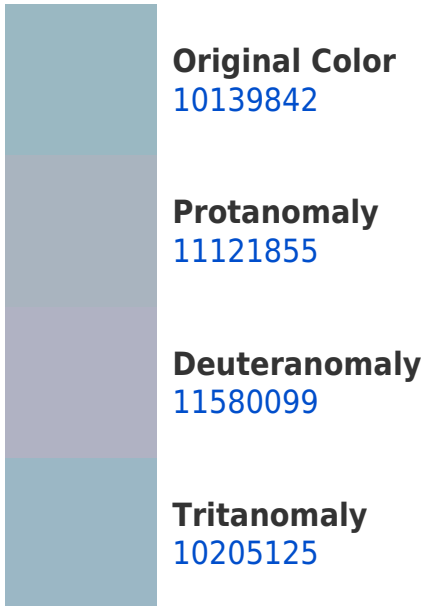 Original Color
10139842
Protanomaly
11121855
Deuteranomaly
11580099
Tritanomaly
10205125